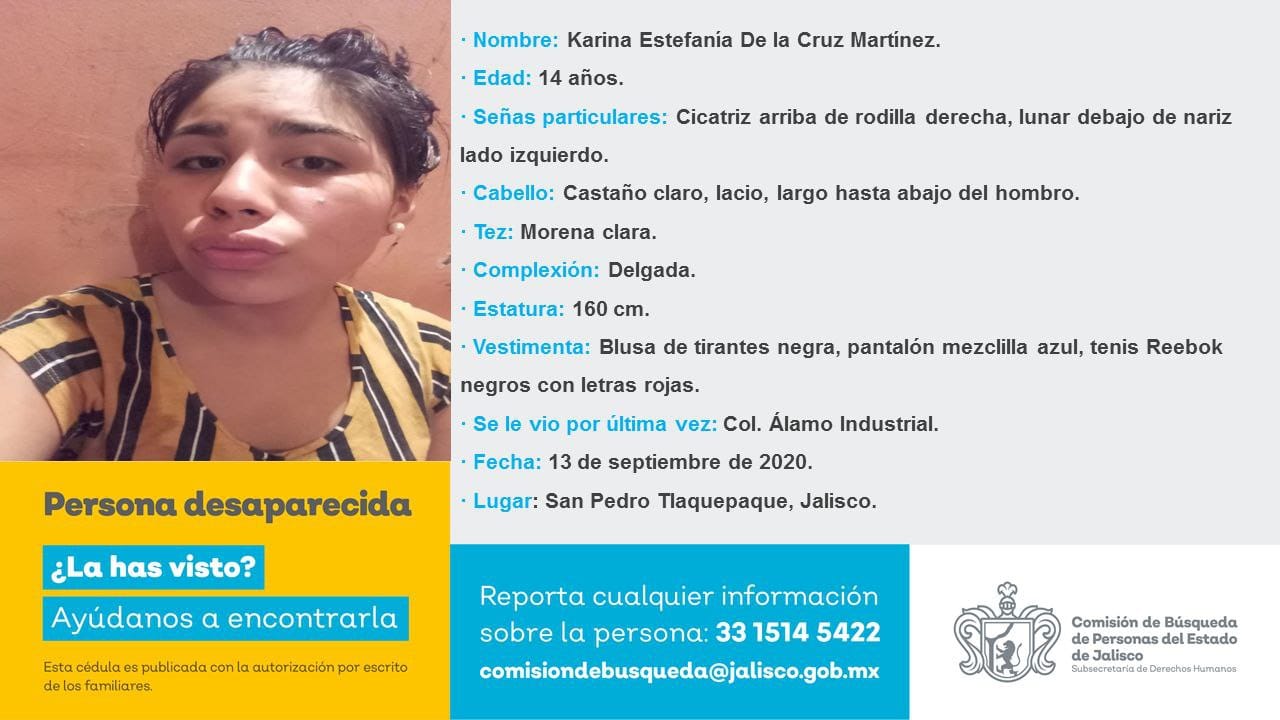 · Nombre: Karina Estefanía De la Cruz Martínez.
· Edad: 14 años.
· Señas particulares: Cicatriz arriba de rodilla derecha, lunar debajo de nariz
lado izquierdo.
· Cabello: Castaño claro, lacio, largo hasta abajo del hombro.
· Tez: Morena clara.
· Complexión: Delgada.
· Estatura: 160 cm.
· Vestimenta: Blusa de tirantes negra, pantalón mezclilla azul, tenis Reebok
negros con letras rojas.
· Se le vio por última vez: Col. Álamo Industrial.
· Fecha: 13 de septiembre de 2020.
· Lugar: San Pedro Tlaquepaque, Jalisco.
Persona desaparecida
¿La has visto?
Ayúdanos a encontrarla
Esta cédula es publicada con la autorización por escrito
de los familiares.
Reporta cualquier información
sobre la persona: 33 1514 5422
comisiondebusqueda@jalisco.gob.mx
Comisión de Búsqueda
de Personas del Estado
de Jalisco
Subsecretaría de Derechos Humanos